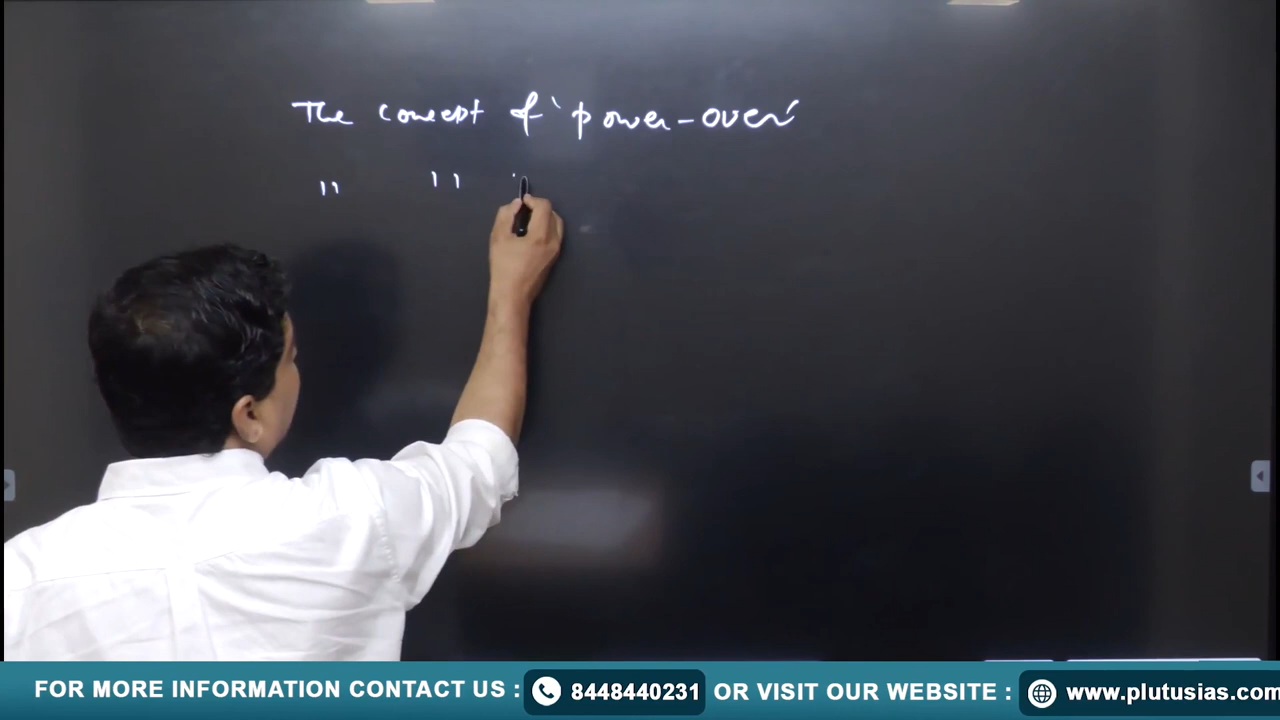 The concept of 'power-over'
" "
FOR MORE INFORMATION CONTACT US : 8448440231 OR VISIT OUR WEBSITE : www.plutusias.com